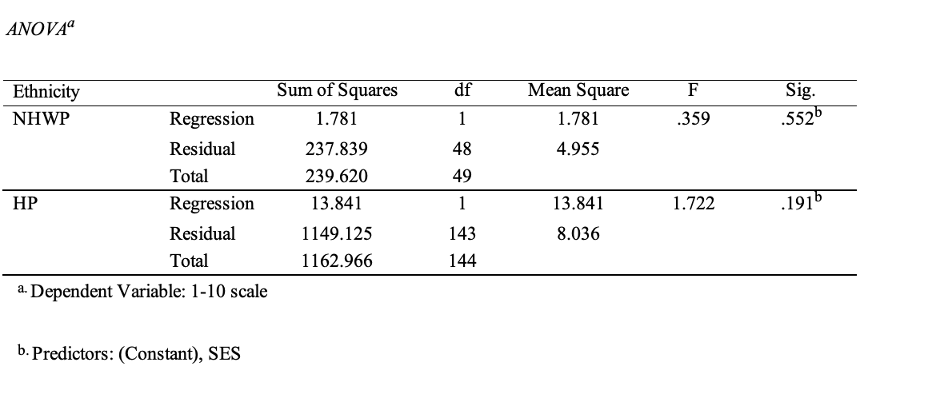 ANOVAa
Ethnicity Sum of Squares df Mean Square F Sig.
NHWP Regression 1.781 1 1.781 .359 .552b
Residual 237.839 48 4.955
Total 239.620 49
HP Regression 13.841 1 13.841 1.722 .191b
Residual 1149.125 143 8.036
Total 1162.966 144
a. Dependent Variable: 1-10 scale
b. Predictors: (Constant), SES